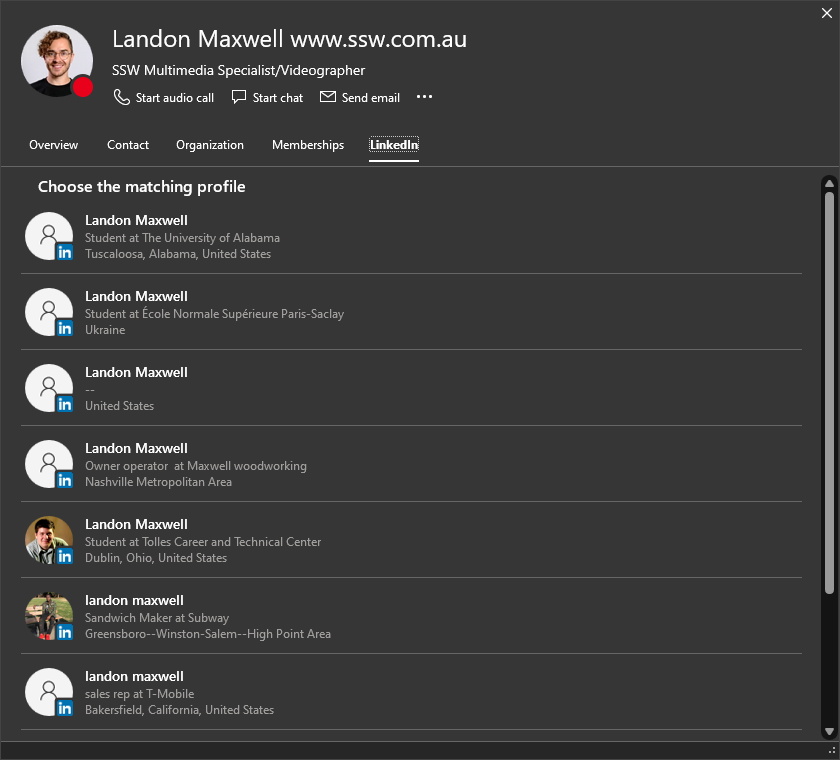 Landon Maxwell www.ssw.com.au
SSW Multimedia Specialist/Videographer
Start audio call Start chat Send email
Overview Contact Organization Memberships LinkedIn
Choose the matching profile
Landon Maxwell
Student at The University of Alabama
in Tuscaloosa, Alabama, United States
Landon Maxwell
Student at École Normale Supérieure Paris-Saclay
in Ukraine
Landon Maxwell
--
in United States
Landon Maxwell
Owner operator  at Maxwell woodworking
in Nashville Metropolitan Area
Landon Maxwell
Student at Tolles Career and Technical Center
in Dublin, Ohio, United States
landon maxwell
Sandwich Maker at Subway
in Greensboro--Winston-Salem--High Point Area
landon maxwell
sales rep at T-Mobile
in Bakersfield, California, United States